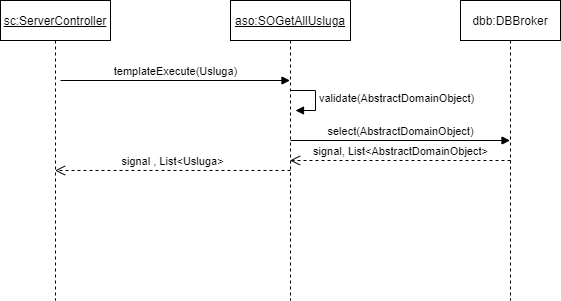 sc:ServerController
aso:SOGetAllUsluga
dbb:DBBroker
templateExecute(Usluga)
validate(AbstractDomainObject)
select(AbstractDomainObject)
signal, List<AbstractDomainObject>
signal , List<Usluga>